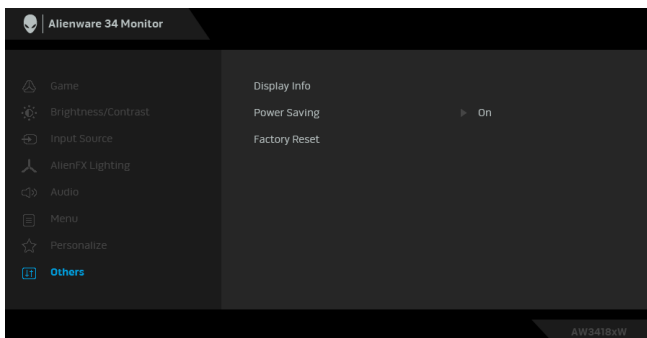 Alienware 34 Monitor
Game
Brightness/Contrast
Input Source
AlienFX Lighting
Audio
Menu
Personalize
Others
Display Info
Power Saving On
Factory Reset
AW3418xW